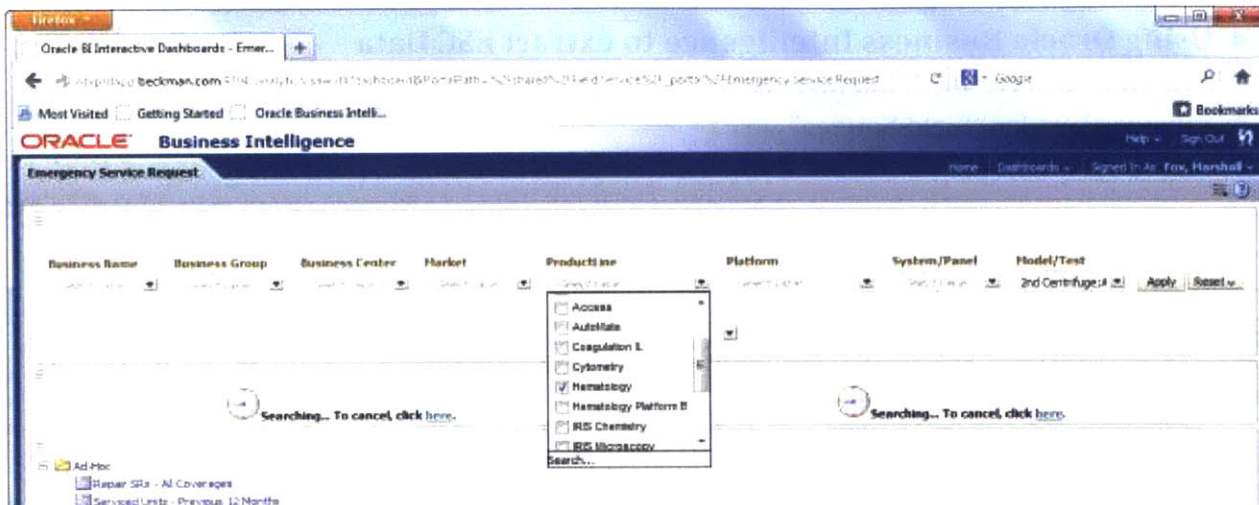 Firefox
Oracle BI Interactive Dashboards - Emer... +
beckman.com
Google
Most Visited Getting Started Oracle Business Intelli...
Bookmarks
ORACLE Business Intelligence
Help Sign Out
Emergency Service Request
Home Dashboards Signed In As Fox, Marshall
Business Name Business Group Business Center Market ProductLine Platform System/Panel Model/Test
2nd Centrifuge;# Apply Reset
Access
AutoMate
Coagulation IL
Cytometry
Hematology
Hematology Platform B
IRIS Chemistry
IRIS Microscopy
Search...
Searching... To cancel, click here.
Searching... To cancel, click here.
Ad-Hoc
Repair SRs - All Coverages
Serviced Units - Previous 12 Months